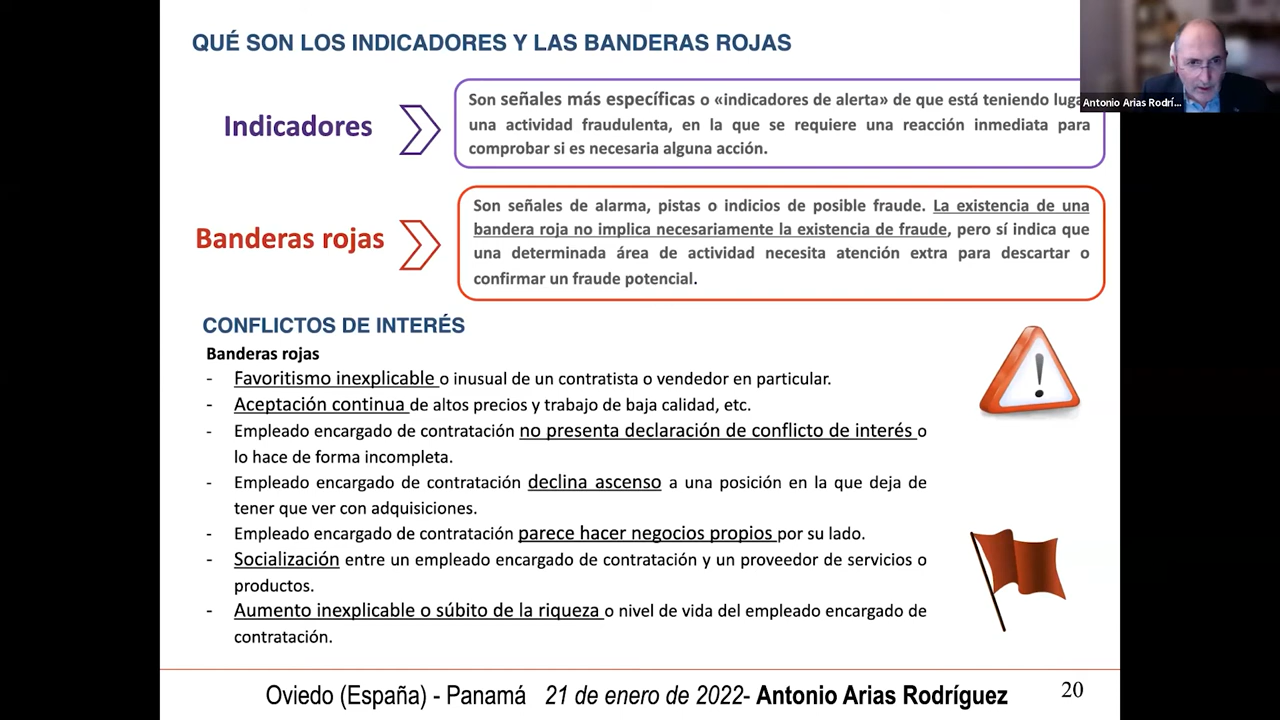 QUÉ SON LOS INDICADORES Y LAS BANDERAS ROJAS
Antonio Arias Rodrí...
Indicadores
Son señales más específicas o «indicadores de alerta» de que está teniendo luga
una actividad fraudulenta, en la que se requiere una reacción inmediata para
comprobar si es necesaria alguna acción.
Banderas rojas
Son señales de alarma, pistas o indicios de posible fraude. La existencia de una
bandera roja no implica necesariamente la existencia de fraude, pero sí indica que
una determinada área de actividad necesita atención extra para descartar o
confirmar un fraude potencial.
CONFLICTOS DE INTERÉS
Banderas rojas
- Favoritismo inexplicable o inusual de un contratista o vendedor en particular.
- Aceptación continua de altos precios y trabajo de baja calidad, etc.
- Empleado encargado de contratación no presenta declaración de conflicto de interés o
lo hace de forma incompleta.
- Empleado encargado de contratación declina ascenso a una posición en la que deja de
tener que ver con adquisiciones.
- Empleado encargado de contratación parece hacer negocios propios por su lado.
- Socialización entre un empleado encargado de contratación y un proveedor de servicios o
productos.
- Aumento inexplicable o súbito de la riqueza o nivel de vida del empleado encargado de
contratación.
Oviedo (España) - Panamá 21 de enero de 2022- Antonio Arias Rodríguez
20